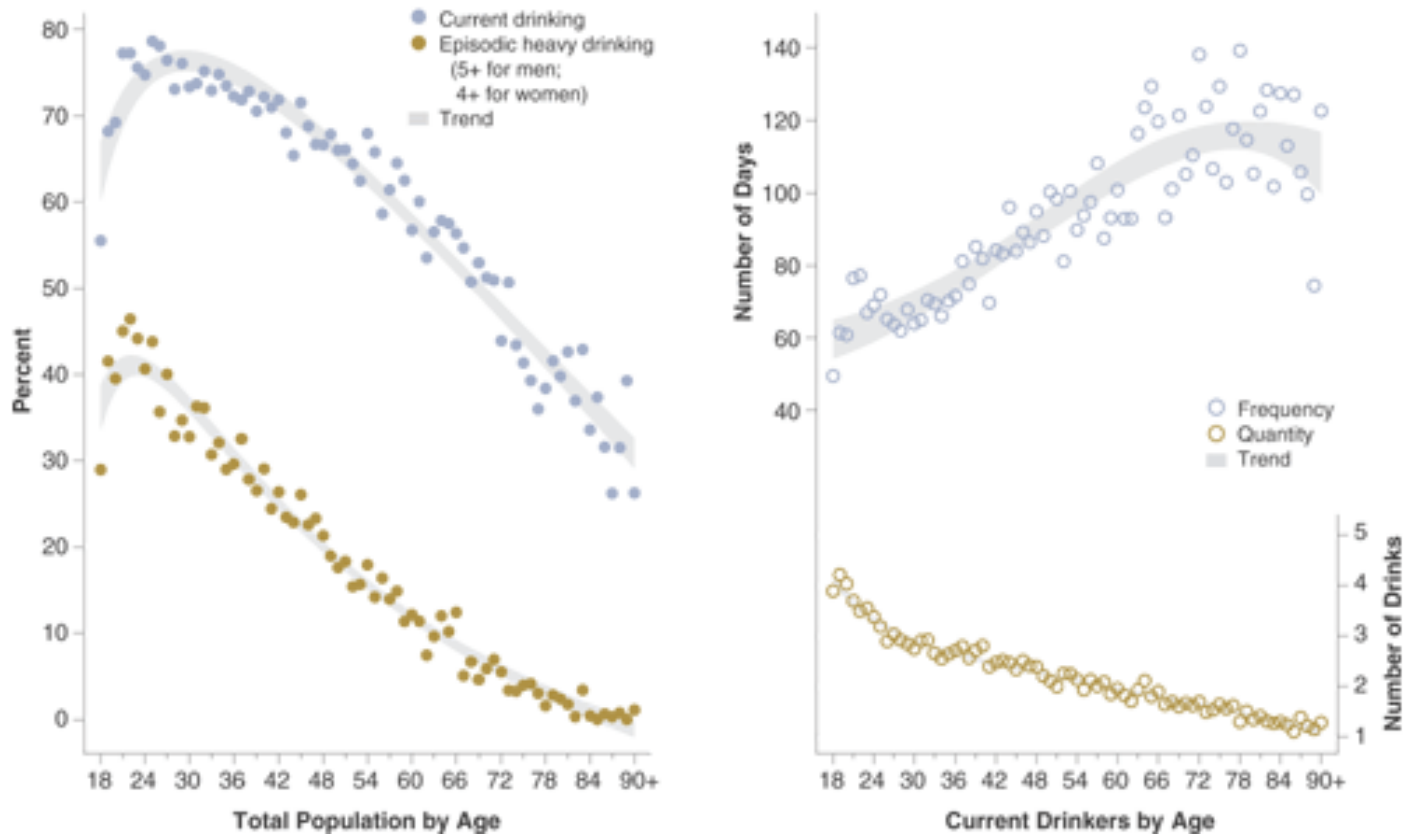 Current drinking
Episodic heavy drinking
(5+ for men;
4+ for women)
Trend
Percent
80
70
60
50
40
30
20
10
0
18 24 30 36 42 48 54 60 66 72 78 84 90+
Total Population by Age
Number of Days
140
120
100
80
60
40
Frequency
Quantity
Trend
5
4
3
2
1
Number of Drinks
18 24 30 36 42 48 54 60 66 72 78 84 90+
Current Drinkers by Age